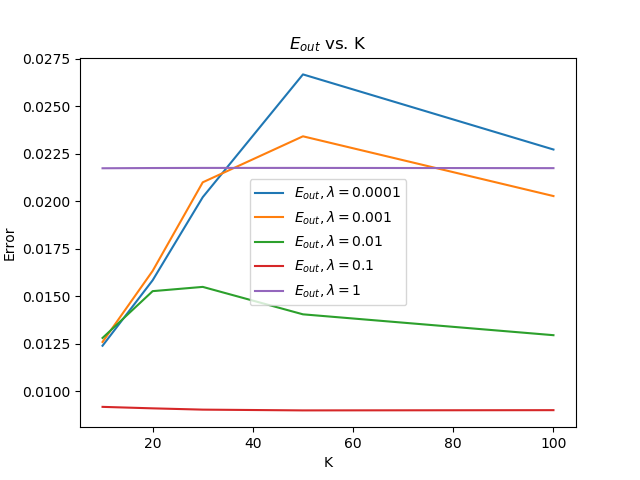 E_out vs. K
0.0275
0.0250
0.0225
0.0200
0.0175
0.0150
0.0125
0.0100
Error
E_out, λ = 0.0001
E_out, λ = 0.001
E_out, λ = 0.01
E_out, λ = 0.1
E_out, λ = 1
20 40 60 80 100
K